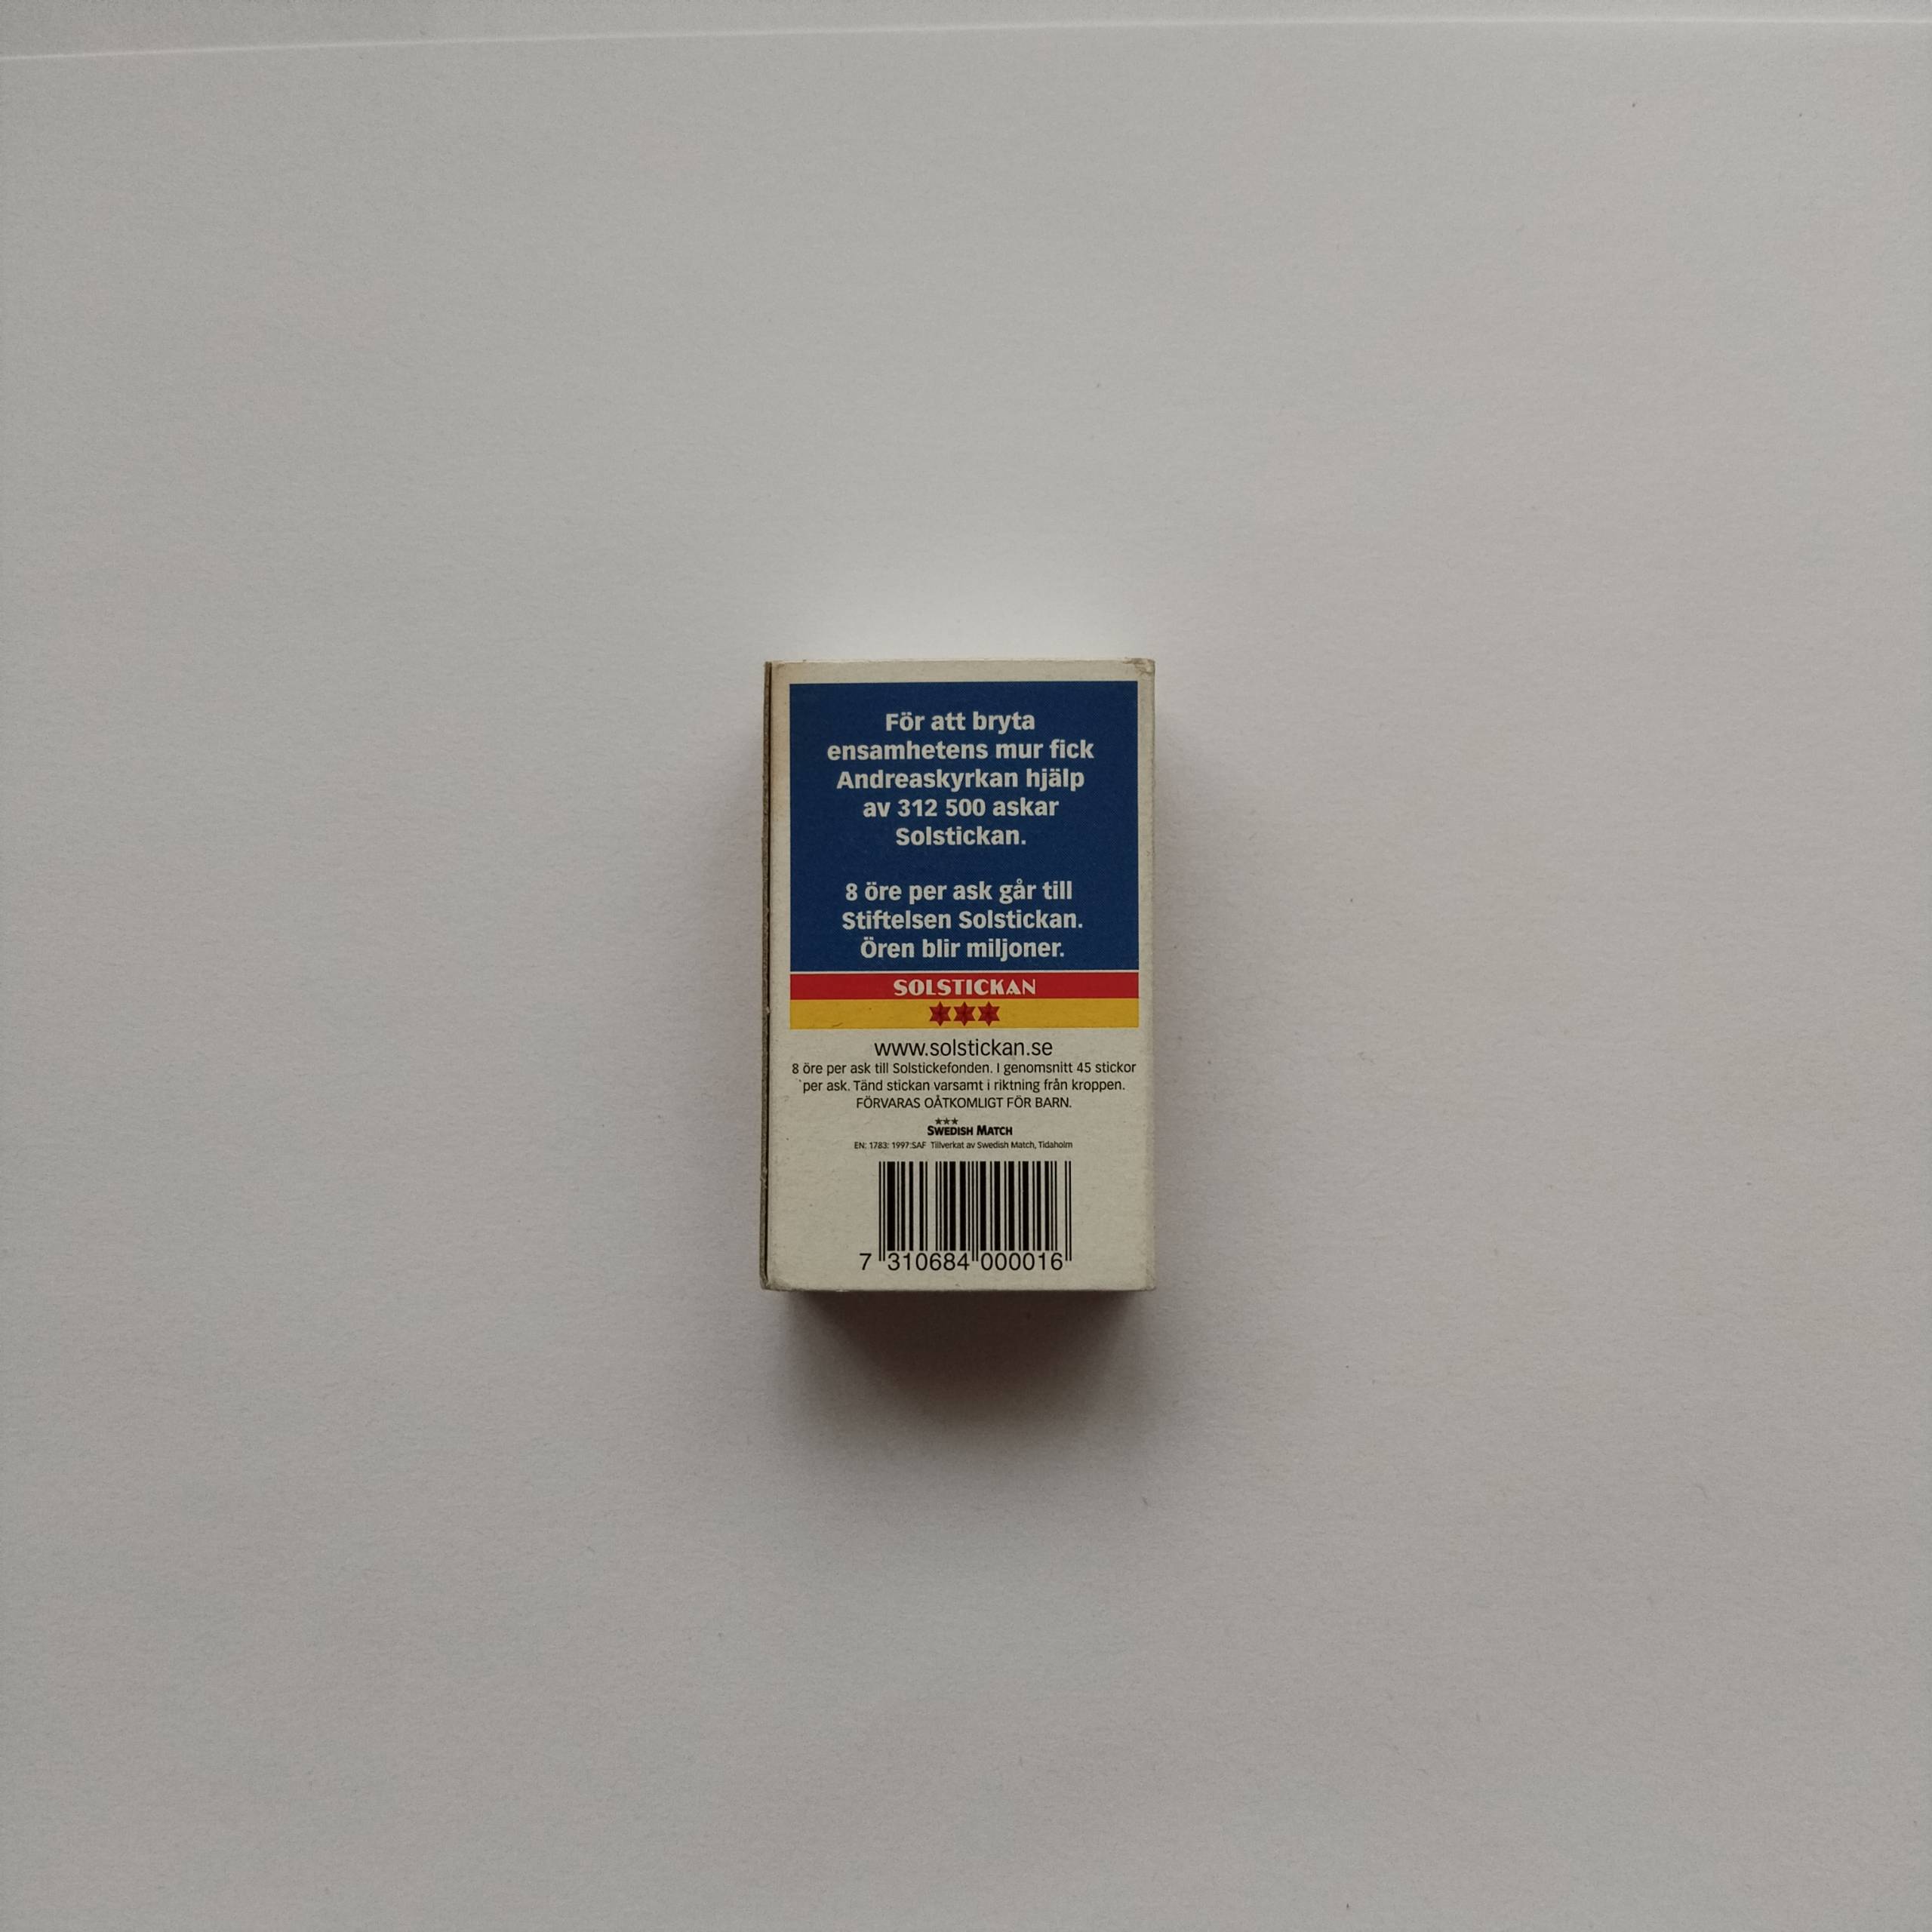 För att bryta
ensamhetens mur fick
Andreaskyrkan hjälp
av 312 500 askar
Solstickan.
8 öre per ask går till
Stiftelsen Solstickan.
Ören blir miljoner.
SOLSTICKAN
www.solstickan.se
8 öre per ask till Solstickefonden. I genomsnitt 45 stickor
per ask. Tänd stickan varsamt i riktning från kroppen.
FÖRVARAS OÅTKOMLIGT FÖR BARN.
SWEDISH MATCH
EN: 1783: 1997:SAF Tillverkat av Swedish Match, Tidaholm
7 310684 000016